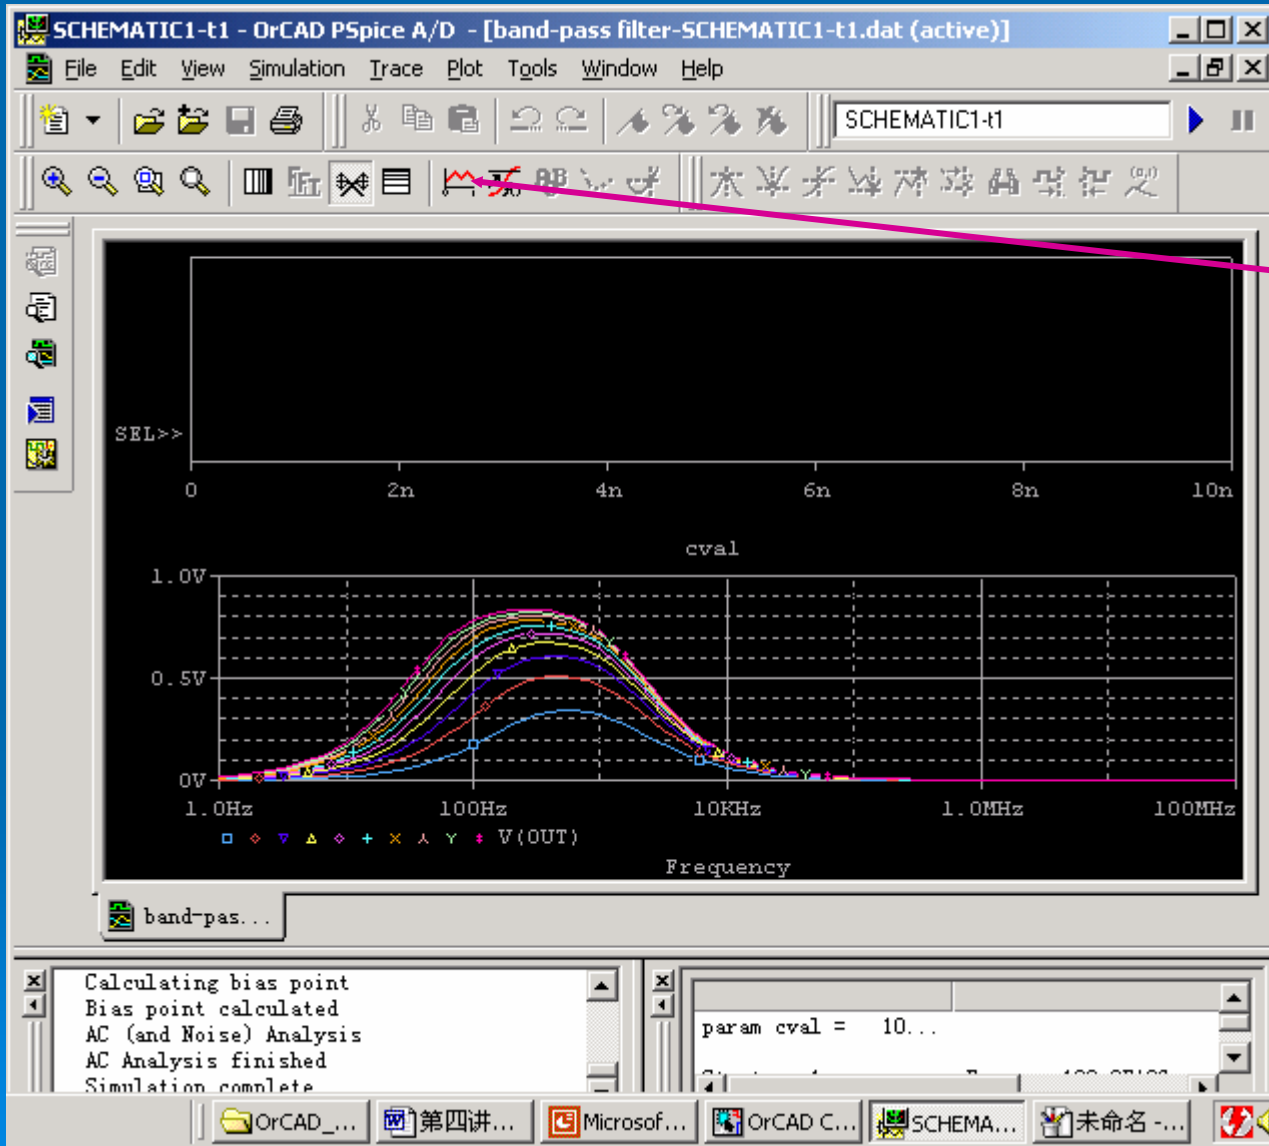 SCHEMATIC1-t1 - OrCAD PSpice A/D - [band-pass filter-SCHEMATIC1-t1.dat (active)]
File Edit View Simulation Trace Plot Tools Window Help
SCHEMATIC1-t1
FFT
SEL>>
0 2n 4n 6n 8n 10n
cval
1.0V
0.5V
0V
1.0Hz 100Hz 10KHz 1.0MHz 100MHz
V(OUT)
Frequency
band-pas...
Calculating bias point
Bias point calculated
AC (and Noise) Analysis
AC Analysis finished
Simulation complete
param cval = 10...
OrCAD_... 第四讲... Microsof... OrCAD C... SCHEMA... 未命名 -...